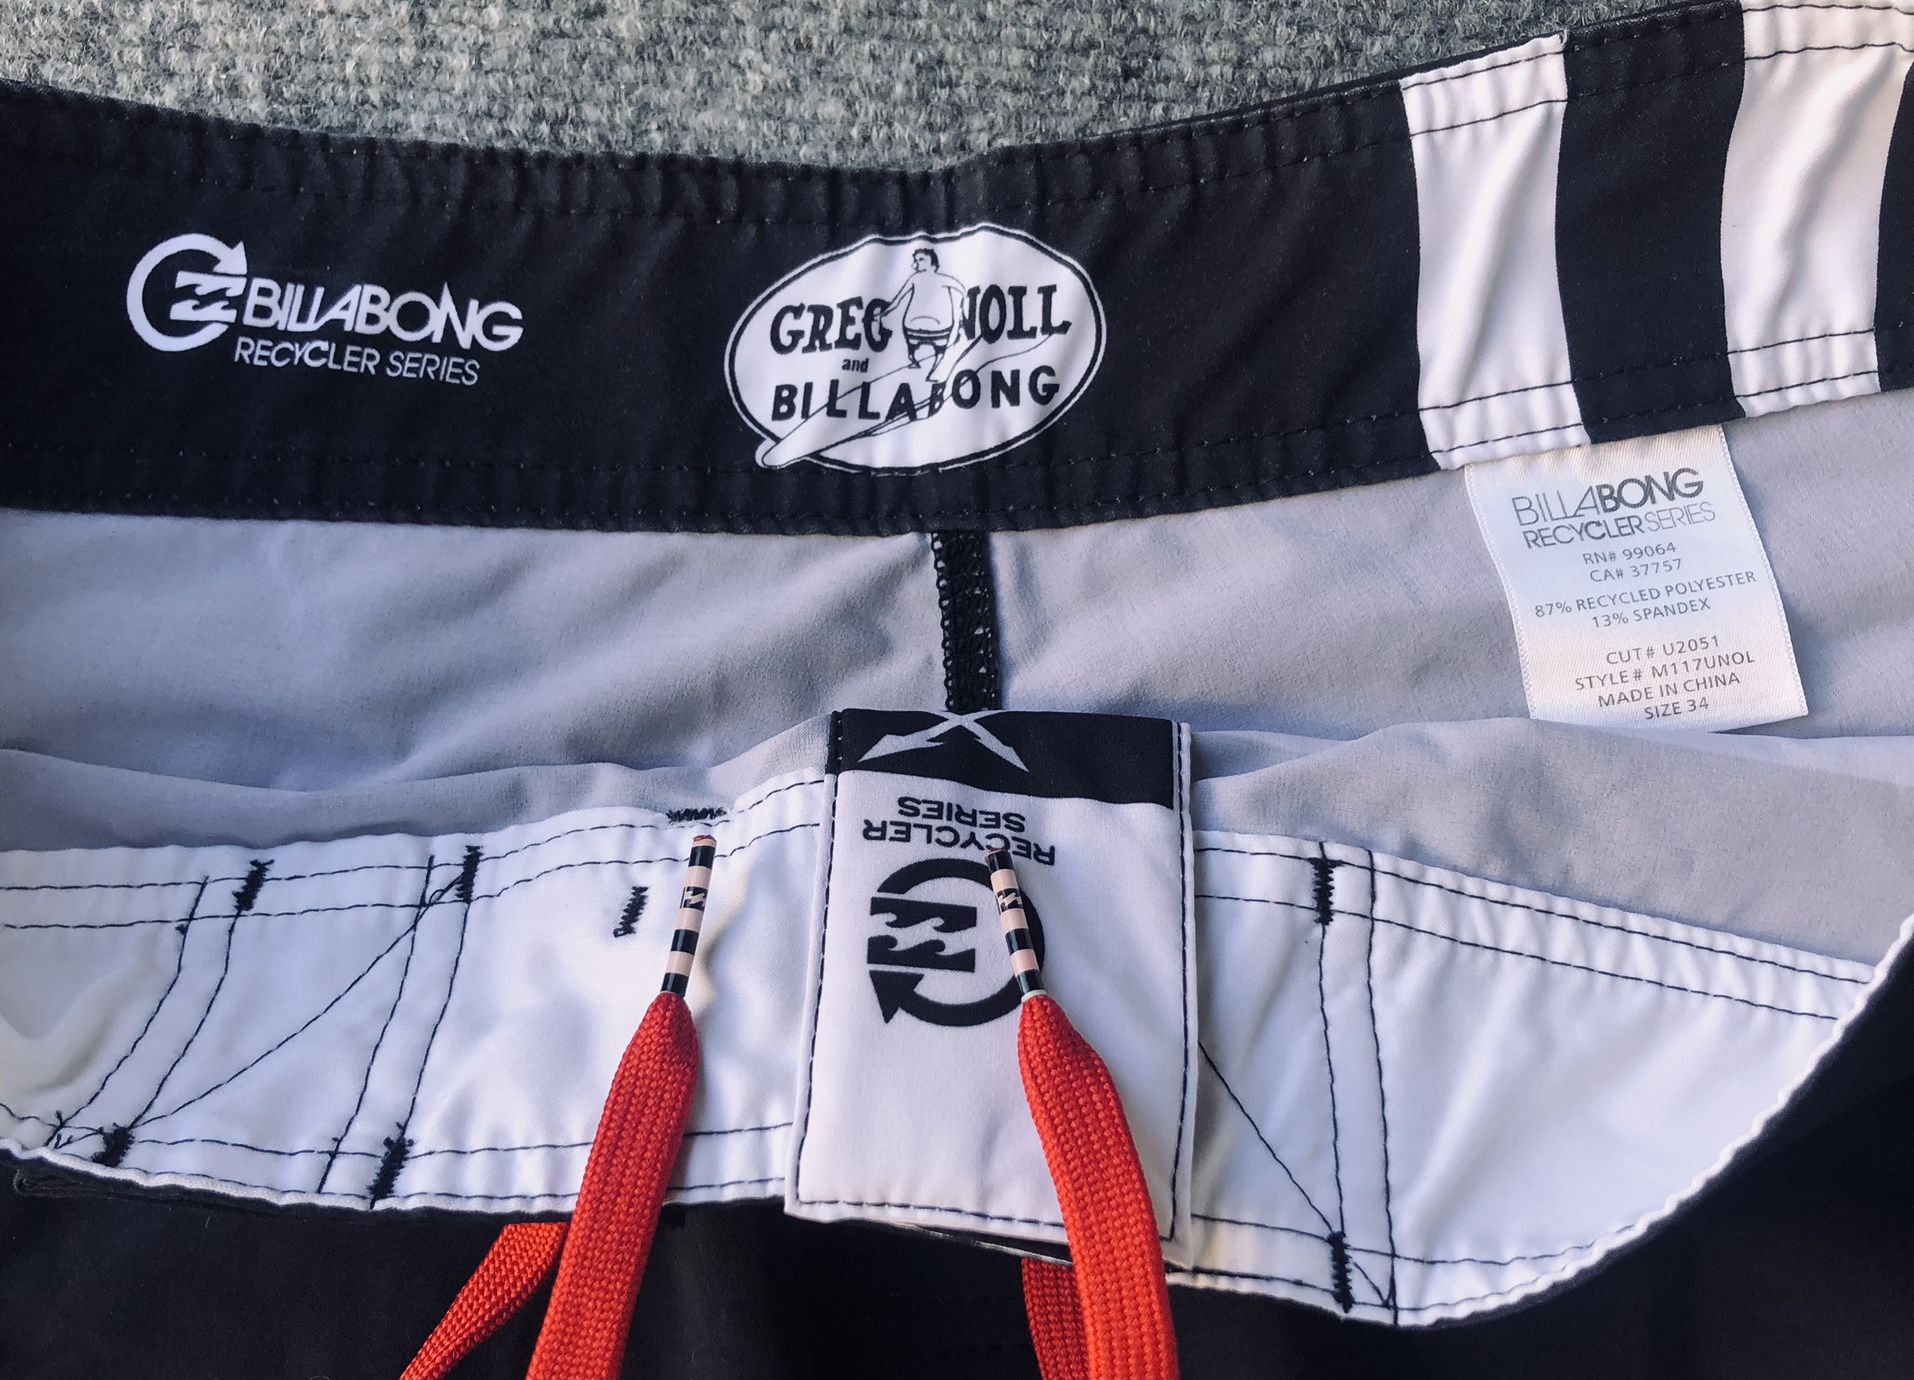 BILLABONG
RECYCLER SERIES
GREG NOLL
and
BILLABONG
BILLABONG
RECYCLER SERIES
RN# 99064
CA# 37757
87% RECYCLED POLYESTER
13% SPANDEX
CUT# U2051
STYLE# M117UNOL
MADE IN CHINA
SIZE 34
RECYCLER
SERIES